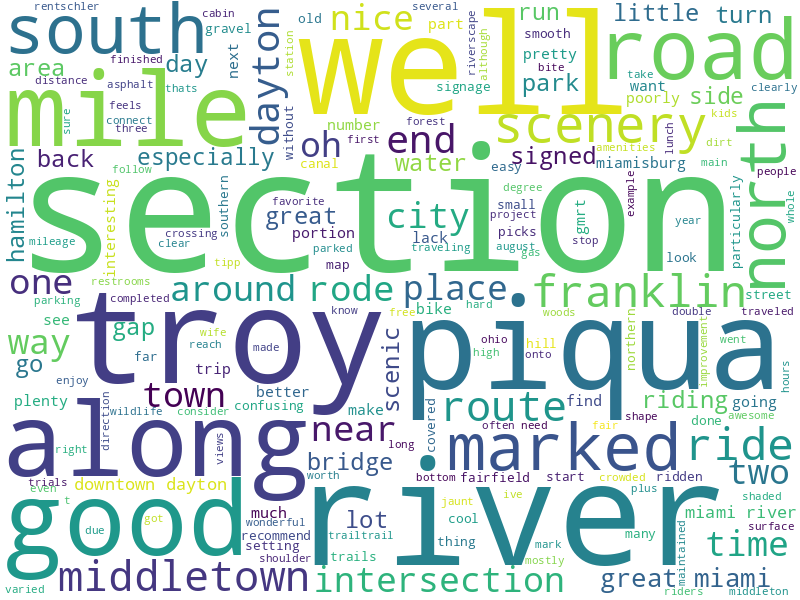 rentschler
cabin
several
south
gravel
old
part
well
riverscape
although
smooth
run
little
turn
road
area
day
finished
next
dayton
station
nice
signage
pretty
bite
park
want
take
clearly
distance
asphalt
thats
mile
sure
feels
connect
three
without
number
forest
scenery
poorly
side
kids
north
oh
end
canal
first
easy
signed
amenities
lunch
dirt
hamilton
back
especially
water
miamisburg
main
people
follow
section
degree
example
particularly
whole
interesting
southern
favorite
great
portion
city
small
project
gmrt
year
crossing
clear
mileage
parked
lack
traveling
picks
august
gas
stop
look
tipp
map
restrooms
one
around
rode
place
franklin
street
parking
completed
know
free
bike
hard
woods
double
traveled
see
way
gap
wife
reach
made
troy
piqua
ohio
high
hill
onto
northern
improvement
went
hours
go
far
trip
scenic
enjoy
better
town
confusing
make
covered
route
find
shape
riding
going
done
awesome
plenty
direction
wildlife
consider
views
along
near
long
often need
fair
marked
ride
right
bridge
worth
trials
downtown dayton
bottom
fairfield
start
crowded
ridden
two
even
t
much
ive
jaunt
plus
shaded
good
river
got
wonderful
lot
trailtrail
cool
mark
many
miami river
surface
due
recommend
setting
trails
thing
mostly
maintained
time
shoulder
varied
middletown
intersection
great miami
riders
middleton